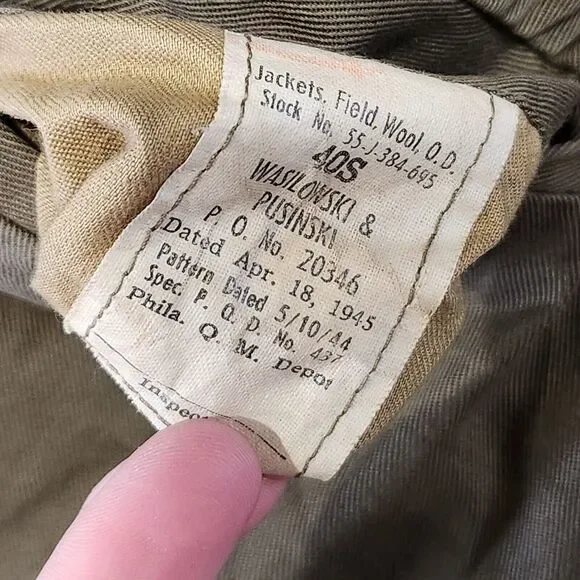 Jackets, Field, Wool, O.D.
Stock No. 55-J-384-695
40S
WASILOWSKI &
PUSINSKI
P. O. No. 20346
Dated Apr. 18, 1945
Pattern Dated 5/10/44
Spec. P. Q. D. No. 437
Phila. Q. M. Depot
Inspec